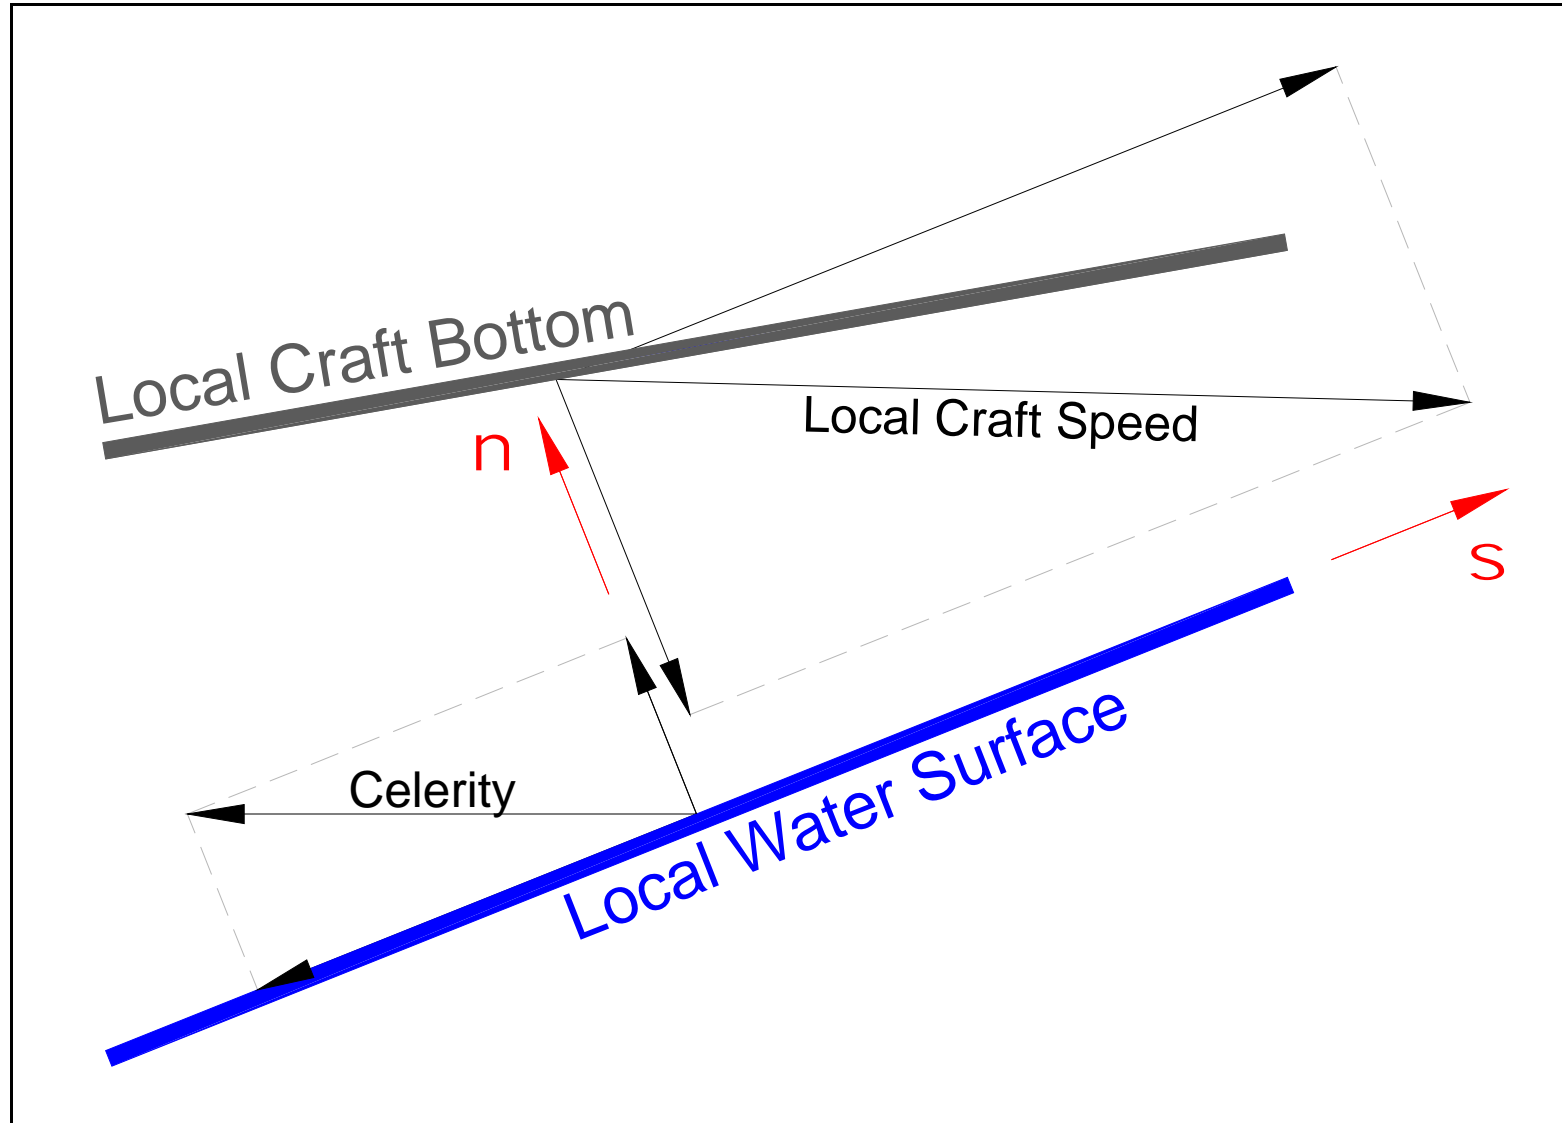 Local Craft Bottom
Local Craft Speed
n
s
Celerity
Local Water Surface